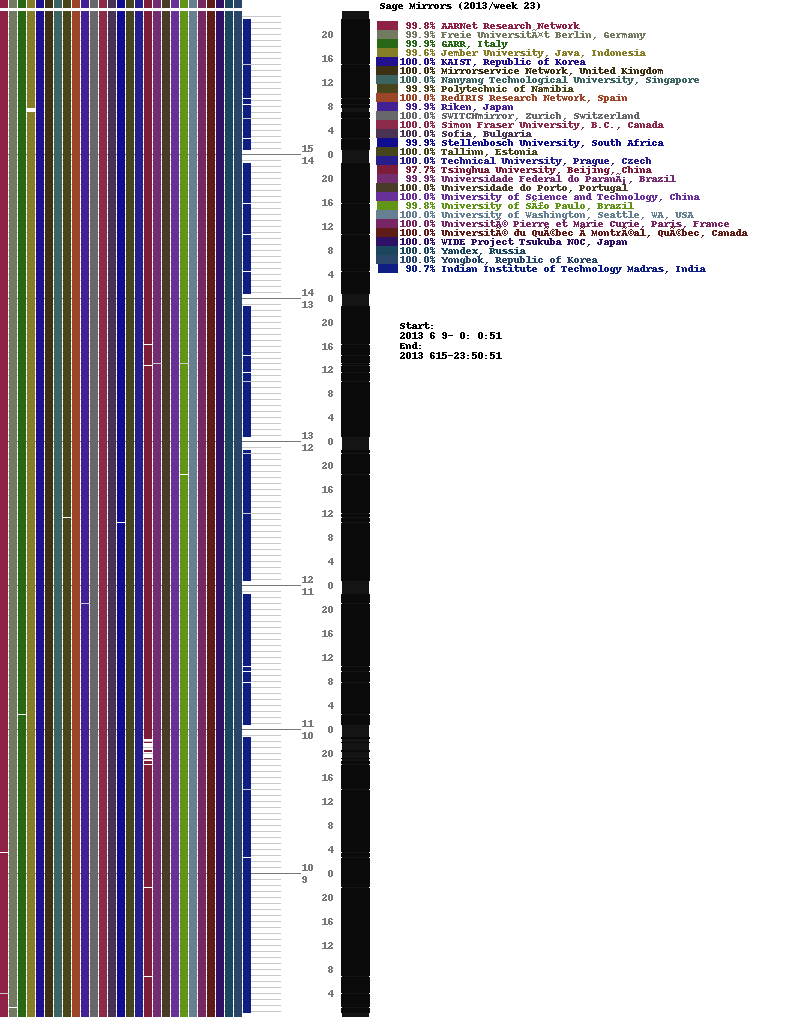 Sage Mirrors (2013/week 23)
99.8% AARNet Research Network
99.9% Freie UniversitÃ¤t Berlin, Germany
99.9% GARR, Italy
99.6% Jember University, Java, Indonesia
100.0% KAIST, Republic of Korea
100.0% Mirrorservice Network, United Kingdom
100.0% Nanyang Technological University, Singapore
99.9% Polytechnic of Namibia
100.0% RedIRIS Research Network, Spain
99.9% Riken, Japan
100.0% SWITCHmirror, Zurich, Switzerland
100.0% Simon Fraser University, B.C., Canada
100.0% Sofia, Bulgaria
99.9% Stellenbosch University, South Africa
100.0% Tallinn, Estonia
100.0% Technical University, Prague, Czech
97.7% Tsinghua University, Beijing, China
99.9% Universidade Federal do ParanÃ¡, Brazil
100.0% Universidade do Porto, Portugal
100.0% University of Science and Technology, China
99.8% University of SÃ£o Paulo, Brazil
100.0% University of Washington, Seattle, WA, USA
100.0% UniversitÃ© Pierre et Marie Curie, Paris, France
100.0% UniversitÃ© du QuÃ©bec Ã MontrÃ©al, QuÃ©bec, Canada
100.0% WIDE Project Tsukuba NOC, Japan
100.0% Yandex, Russia
100.0% Yongbok, Republic of Korea
90.7% Indian Institute of Technology Madras, India
Start:
2013 6 9- 0: 0:51
End:
2013 615-23:50:51
20
16
12
8
4
15
0
14
20
16
12
8
4
14
0
13
20
16
12
8
4
13
0
12
20
16
12
8
4
12
0
11
20
16
12
8
4
11
0
10
20
16
12
8
4
10
0
9
20
16
12
8
4